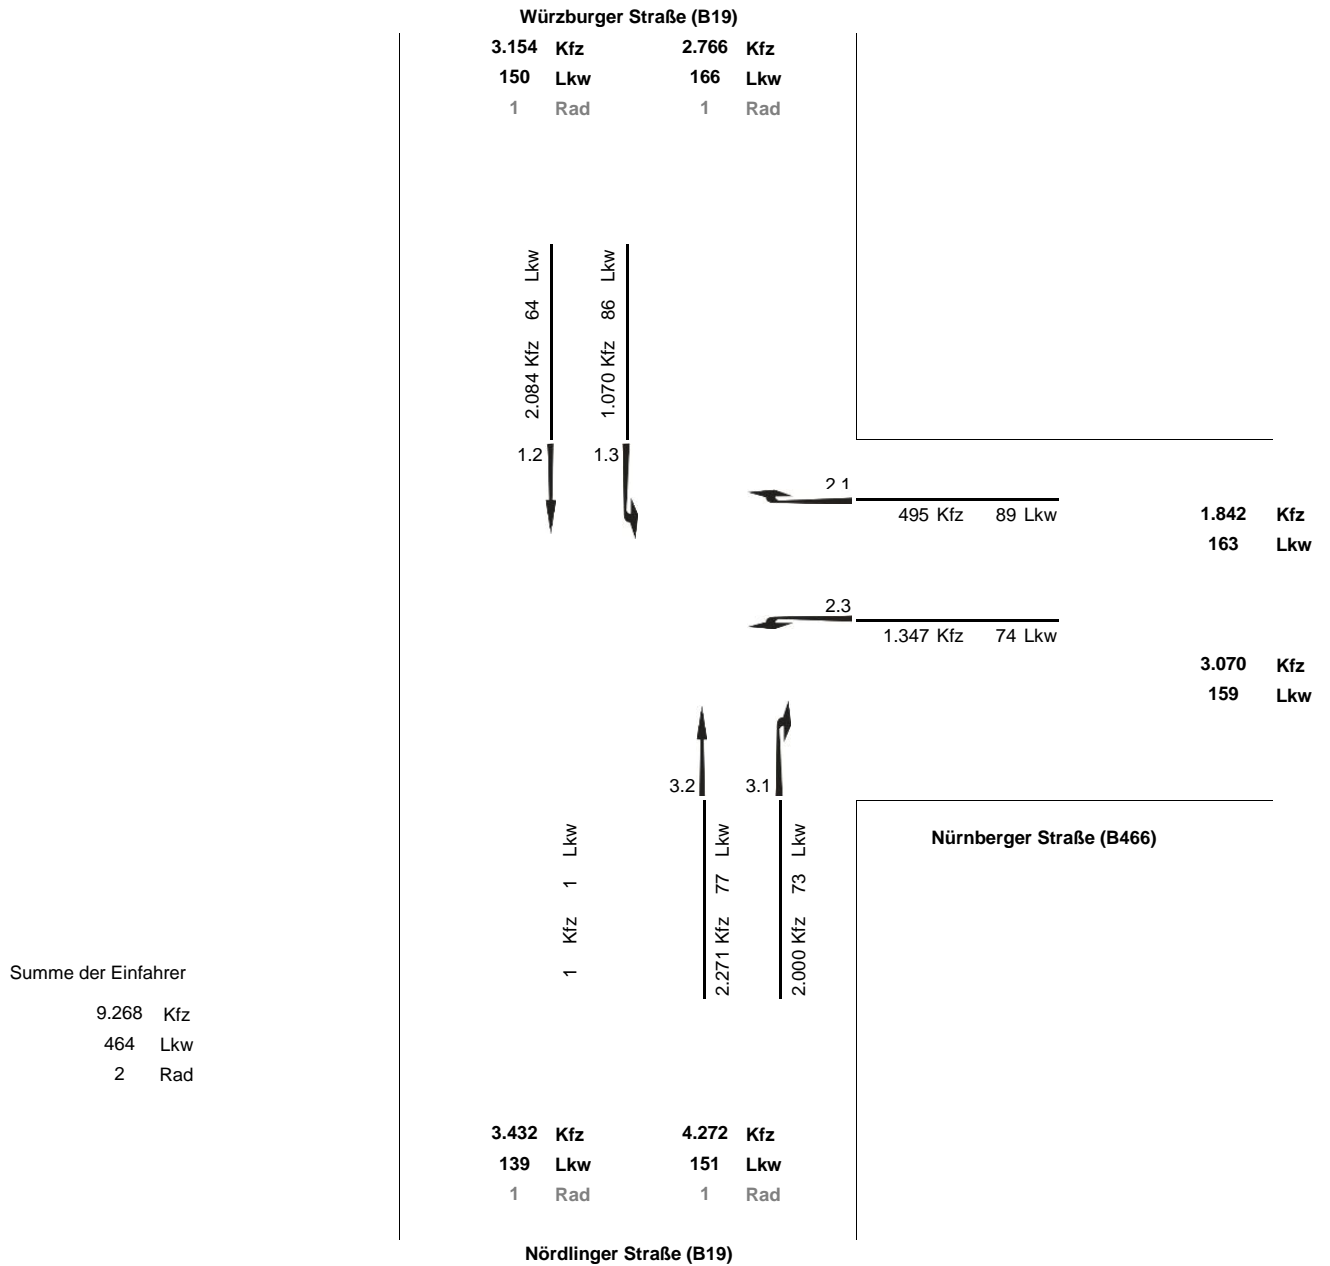 Würzburger Straße (B19)
3.154 Kfz 2.766 Kfz
150 Lkw 166 Lkw
1 Rad 1 Rad
2.084 Kfz 64 Lkw
1.070 Kfz 86 Lkw
1.2
1.3
2.1
495 Kfz 89 Lkw
1.842 Kfz
163 Lkw
2.3
1.347 Kfz 74 Lkw
3.070 Kfz
159 Lkw
3.2
3.1
1 Kfz 1 Lkw
2.271 Kfz 77 Lkw
2.000 Kfz 73 Lkw
Nürnberger Straße (B466)
Summe der Einfahrer
9.268 Kfz
464 Lkw
2 Rad
3.432 Kfz 4.272 Kfz
139 Lkw 151 Lkw
1 Rad 1 Rad
Nördlinger Straße (B19)